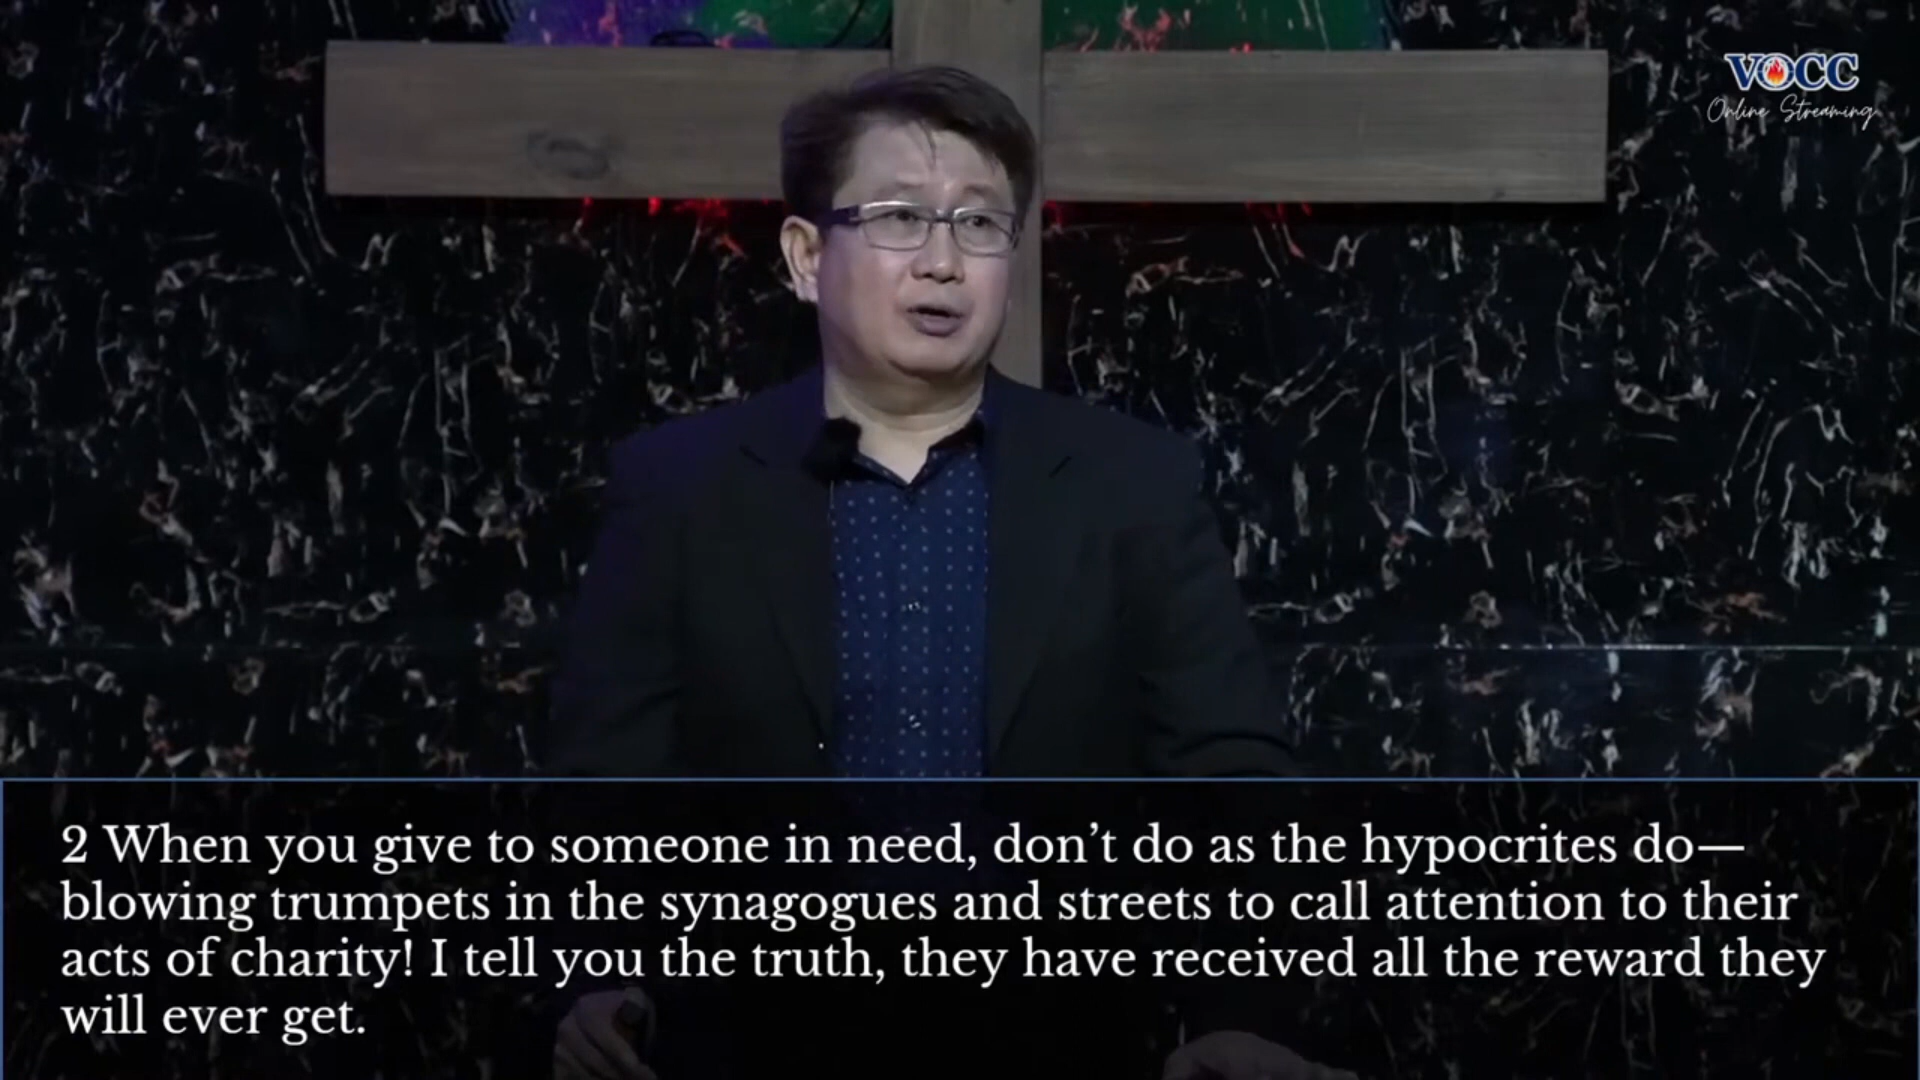 VOCC
Online Streaming
2 When you give to someone in need, don’t do as the hypocrites do—
blowing trumpets in the synagogues and streets to call attention to their
acts of charity! I tell you the truth, they have received all the reward they
will ever get.